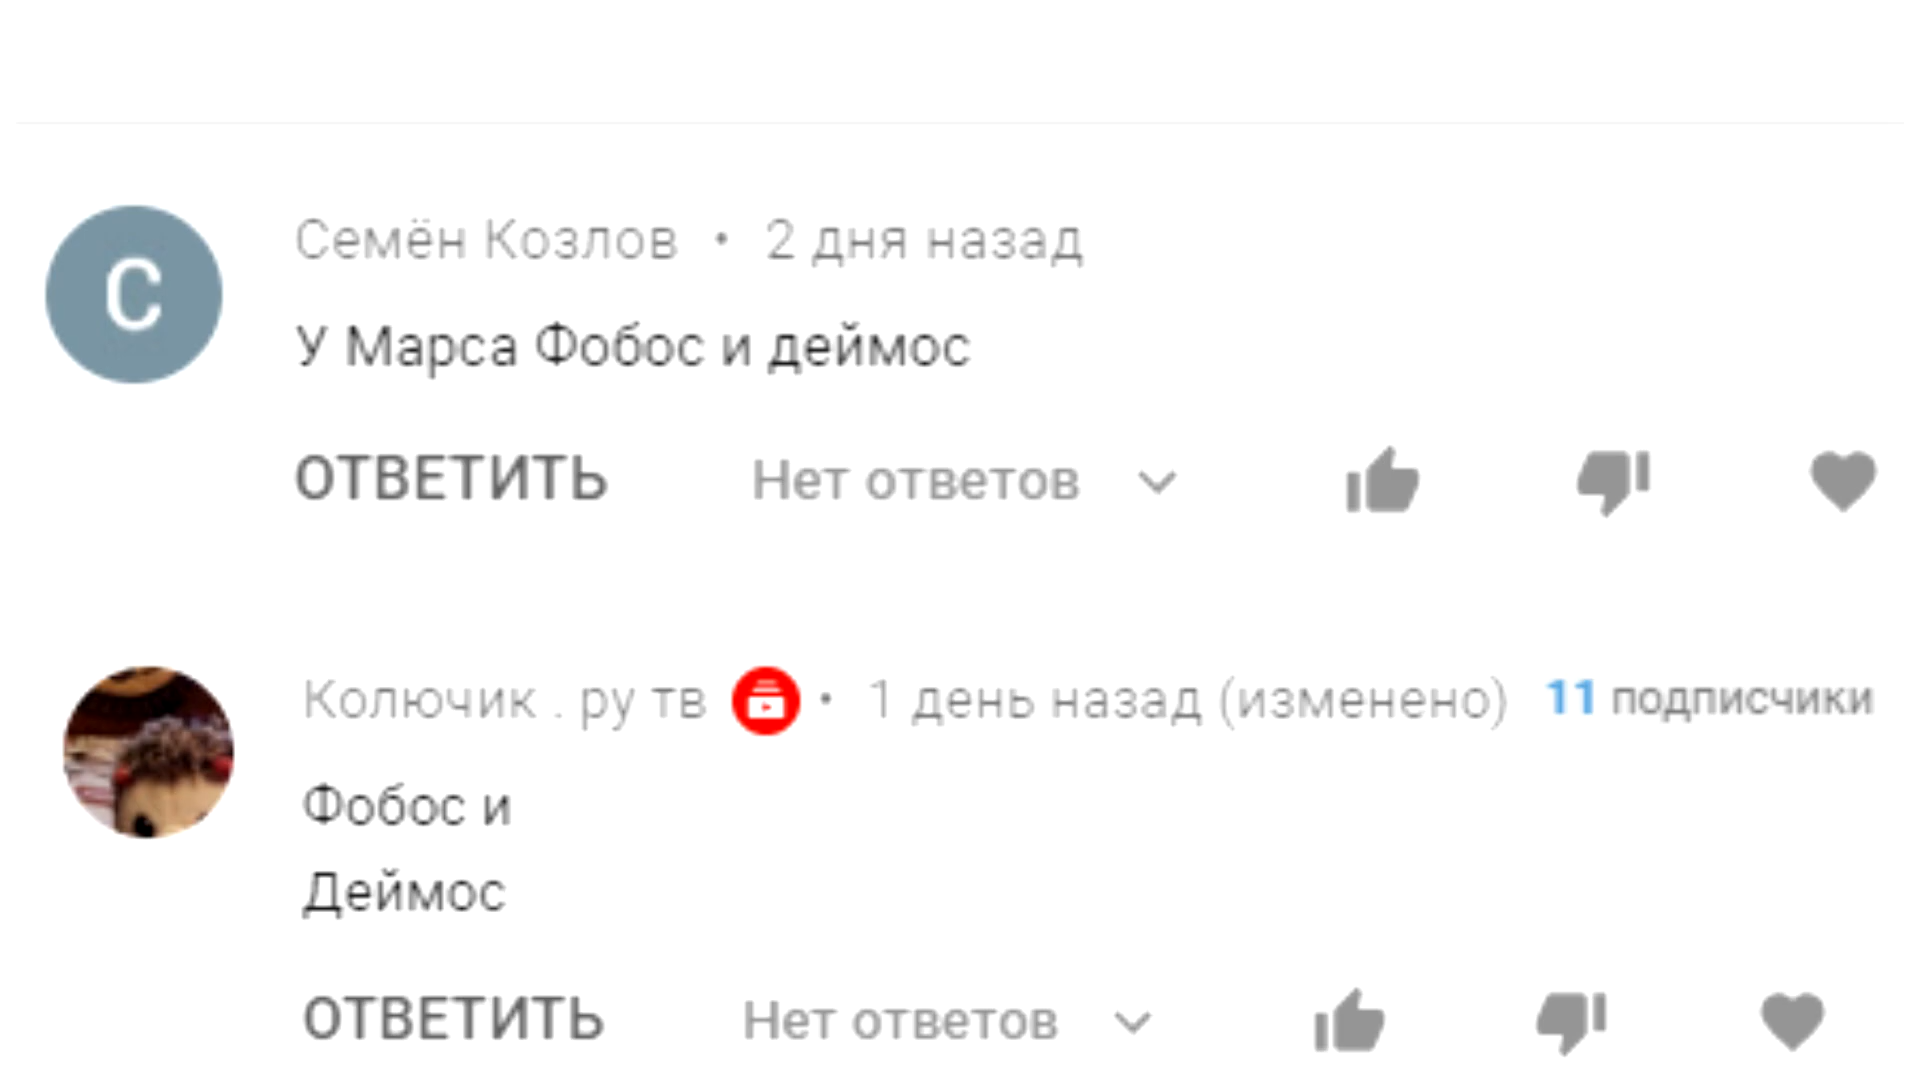 С
Семён Козлов • 2 дня назад
У Марса Фобос и деймос
ОТВЕТИТЬ Нет ответов
Колючик . ру тв • 1 день назад (изменено) 11 подписчики
Фобос и
Деймос
ОТВЕТИТЬ Нет ответов